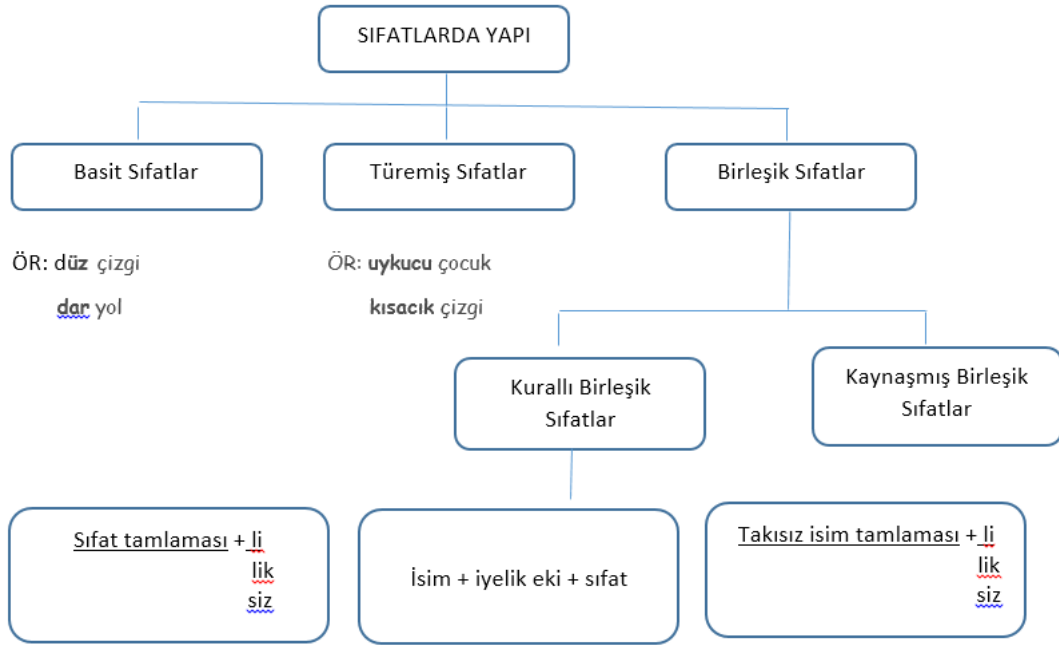 SIFATLARDA YAPI
Basit Sıfatlar
Türemiş Sıfatlar
Birleşik Sıfatlar
ÖR: düz çizgi
dar yol
ÖR: uykucu çocuk
kısacık çizgi
Kurallı Birleşik
Sıfatlar
Kaynaşmış Birleşik
Sıfatlar
Sıfat tamlaması + li
lik
siz
İsim + iyelik eki + sıfat
Takısız isim tamlaması + li
lik
siz